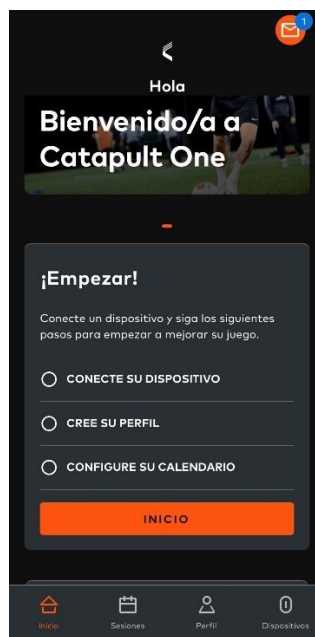 1
Hola
Bienvenido/a a
Catapult One
¡Empezar!
Conecte un dispositivo y siga los siguientes
pasos para empezar a mejorar su juego.
CONECTE SU DISPOSITIVO
CREE SU PERFIL
CONFIGURE SU CALENDARIO
INICIO
Inicio
Sesiones
Perfil
Dispositivos